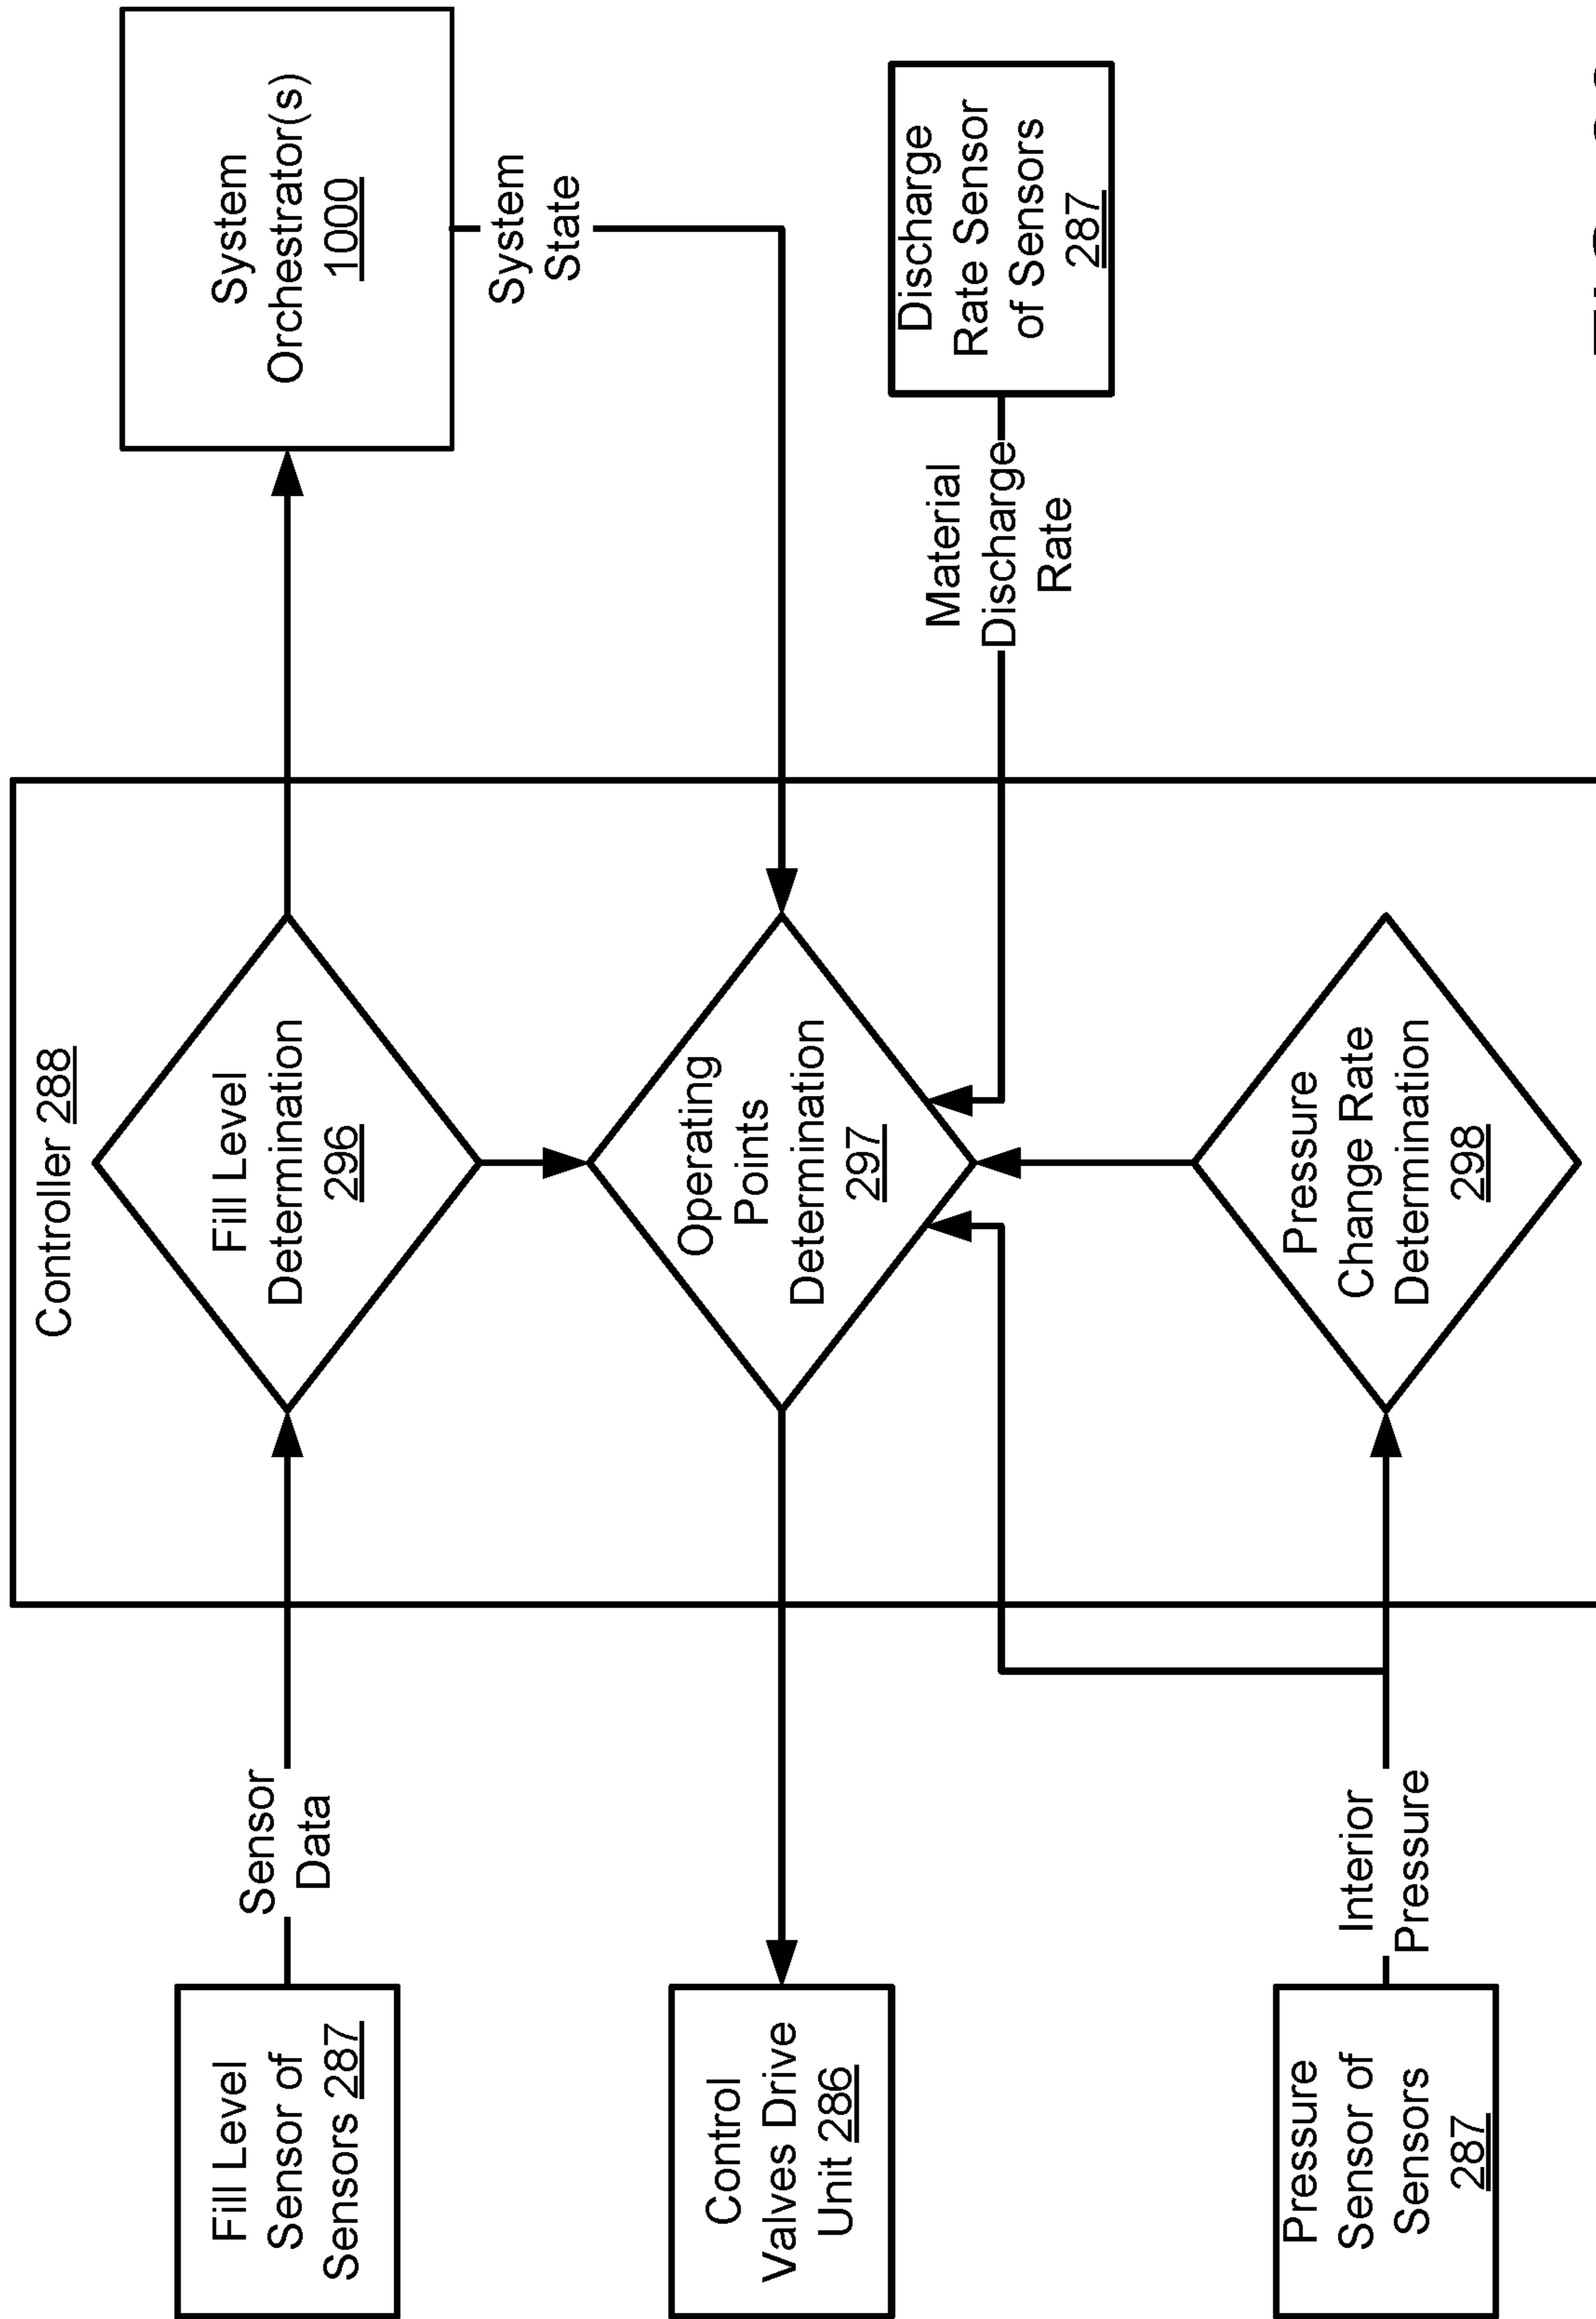 Controller 288
Fill Level
Sensor of
Sensors 287
Sensor
Data
Fill Level
Determination
296
System
Orchestrator(s)
1000
System
State
Control
Valves Drive
Unit 286
Operating
Points
Determination
297
Material
Discharge
Rate
Discharge
Rate Sensor
of Sensors
287
Pressure
Sensor of
Sensors
287
Interior
Pressure
Pressure
Change Rate
Determination
298